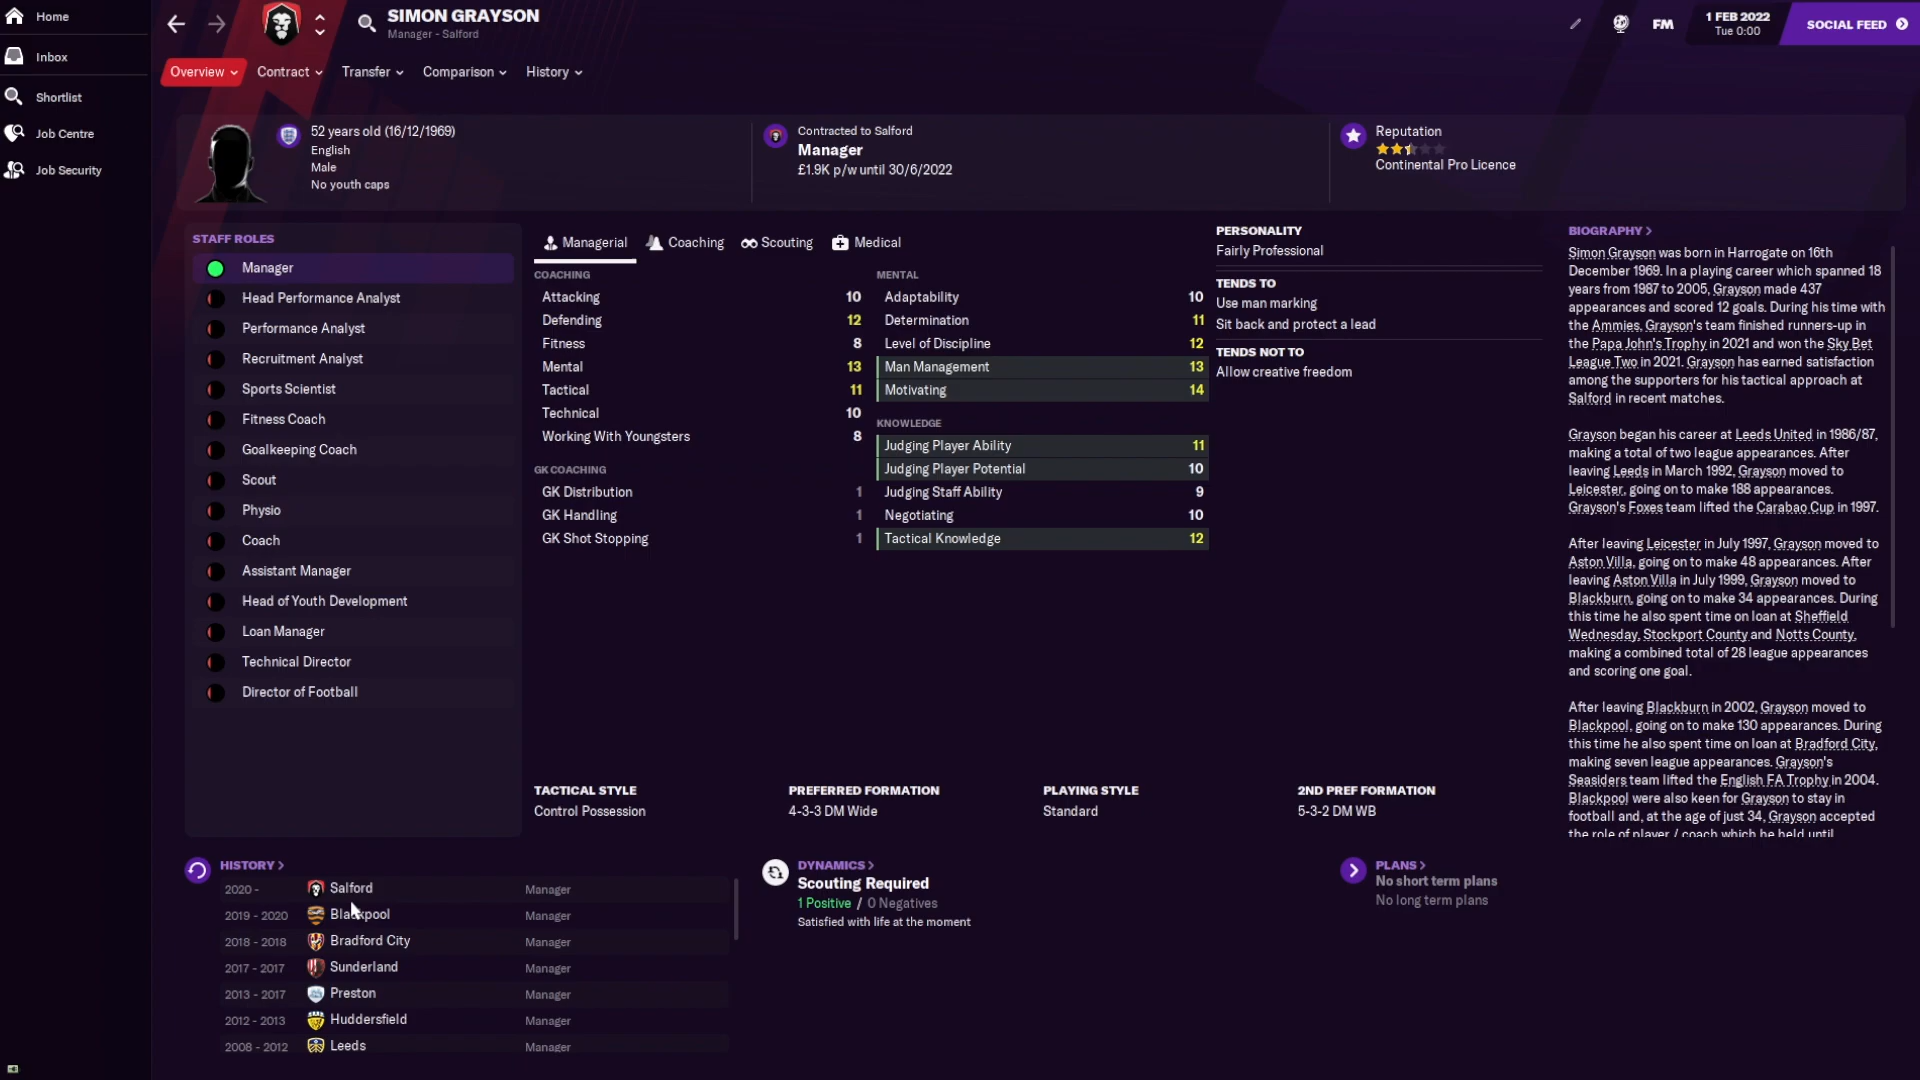 Home
Inbox
Shortlist
Job Centre
Job Security
SIMON GRAYSON
Manager - Salford
FM
1 FEB 2022
Tue 0:00
SOCIAL FEED
Overview
Contract
Transfer
Comparison
History
52 years old (16/12/1969)
English
Male
No youth caps
Contracted to Salford
Manager
£1.9K p/w until 30/6/2022
Reputation
Continental Pro Licence
STAFF ROLES
Manager
Head Performance Analyst
Performance Analyst
Recruitment Analyst
Sports Scientist
Fitness Coach
Goalkeeping Coach
Scout
Physio
Coach
Assistant Manager
Head of Youth Development
Loan Manager
Technical Director
Director of Football
Managerial
Coaching
Scouting
Medical
COACHING
Attacking 10
Defending 12
Fitness 8
Mental 13
Tactical 11
Technical 10
Working With Youngsters 8
GK COACHING
GK Distribution 1
GK Handling 1
GK Shot Stopping 1
MENTAL
Adaptability 10
Determination 11
Level of Discipline 12
Man Management 13
Motivating 14
KNOWLEDGE
Judging Player Ability 11
Judging Player Potential 10
Judging Staff Ability 9
Negotiating 10
Tactical Knowledge 12
PERSONALITY
Fairly Professional
TENDS TO
Use man marking
Sit back and protect a lead
TENDS NOT TO
Allow creative freedom
BIOGRAPHY >
Simon Grayson was born in Harrogate on 16th
December 1969. In a playing career which spanned 18
years from 1987 to 2005, Grayson made 437
appearances and scored 12 goals. During his time with
the Ammies, Grayson's team finished runners-up in
the Papa John's Trophy in 2021 and won the Sky Bet
League Two in 2021. Grayson has earned satisfaction
among the supporters for his tactical approach at
Salford in recent matches.
Grayson began his career at Leeds United in 1986/87,
making a total of two league appearances. After
leaving Leeds in March 1992, Grayson moved to
Leicester, going on to make 188 appearances.
Grayson's Foxes team lifted the Carabao Cup in 1997.
After leaving Leicester in July 1997, Grayson moved to
Aston Villa, going on to make 48 appearances. After
leaving Aston Villa in July 1999, Grayson moved to
Blackburn, going on to make 34 appearances. During
this time he also spent time on loan at Sheffield
Wednesday, Stockport County and Notts County,
making a combined total of 28 league appearances
and scoring one goal.
After leaving Blackburn in 2002, Grayson moved to
Blackpool, going on to make 130 appearances. During
this time he also spent time on loan at Bradford City,
making seven league appearances. Grayson's
Seasiders team lifted the English FA Trophy in 2004.
Blackpool were also keen for Grayson to stay in
football and, at the age of just 34, Grayson accepted
the role of player / coach which he held until
TACTICAL STYLE
Control Possession
PREFERRED FORMATION
4-3-3 DM Wide
PLAYING STYLE
Standard
2ND PREF FORMATION
5-3-2 DM WB
HISTORY >
2020 - Salford Manager
2019 - 2020 Blackpool Manager
2018 - 2018 Bradford City Manager
2017 - 2017 Sunderland Manager
2013 - 2017 Preston Manager
2012 - 2013 Huddersfield Manager
2008 - 2012 Leeds Manager
DYNAMICS >
Scouting Required
1 Positive / 0 Negatives
Satisfied with life at the moment
PLANS >
No short term plans
No long term plans